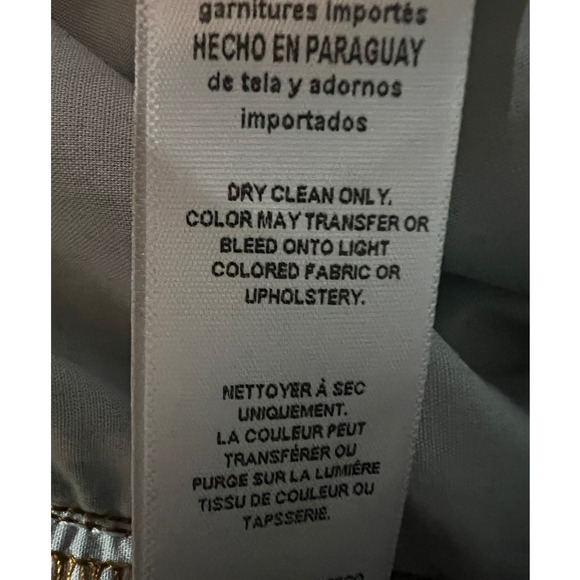 garnitures importés
HECHO EN PARAGUAY
de tela y adornos
importados
DRY CLEAN ONLY.
COLOR MAY TRANSFER OR
BLEED ONTO LIGHT
COLORED FABRIC OR
UPHOLSTERY.
NETTOYER À SEC
UNIQUEMENT.
LA COULEUR PEUT
TRANSFÉRER OU
PURGE SUR LA LUMIÉRE
TISSU DE COULEUR OU
TAPSSERIE.